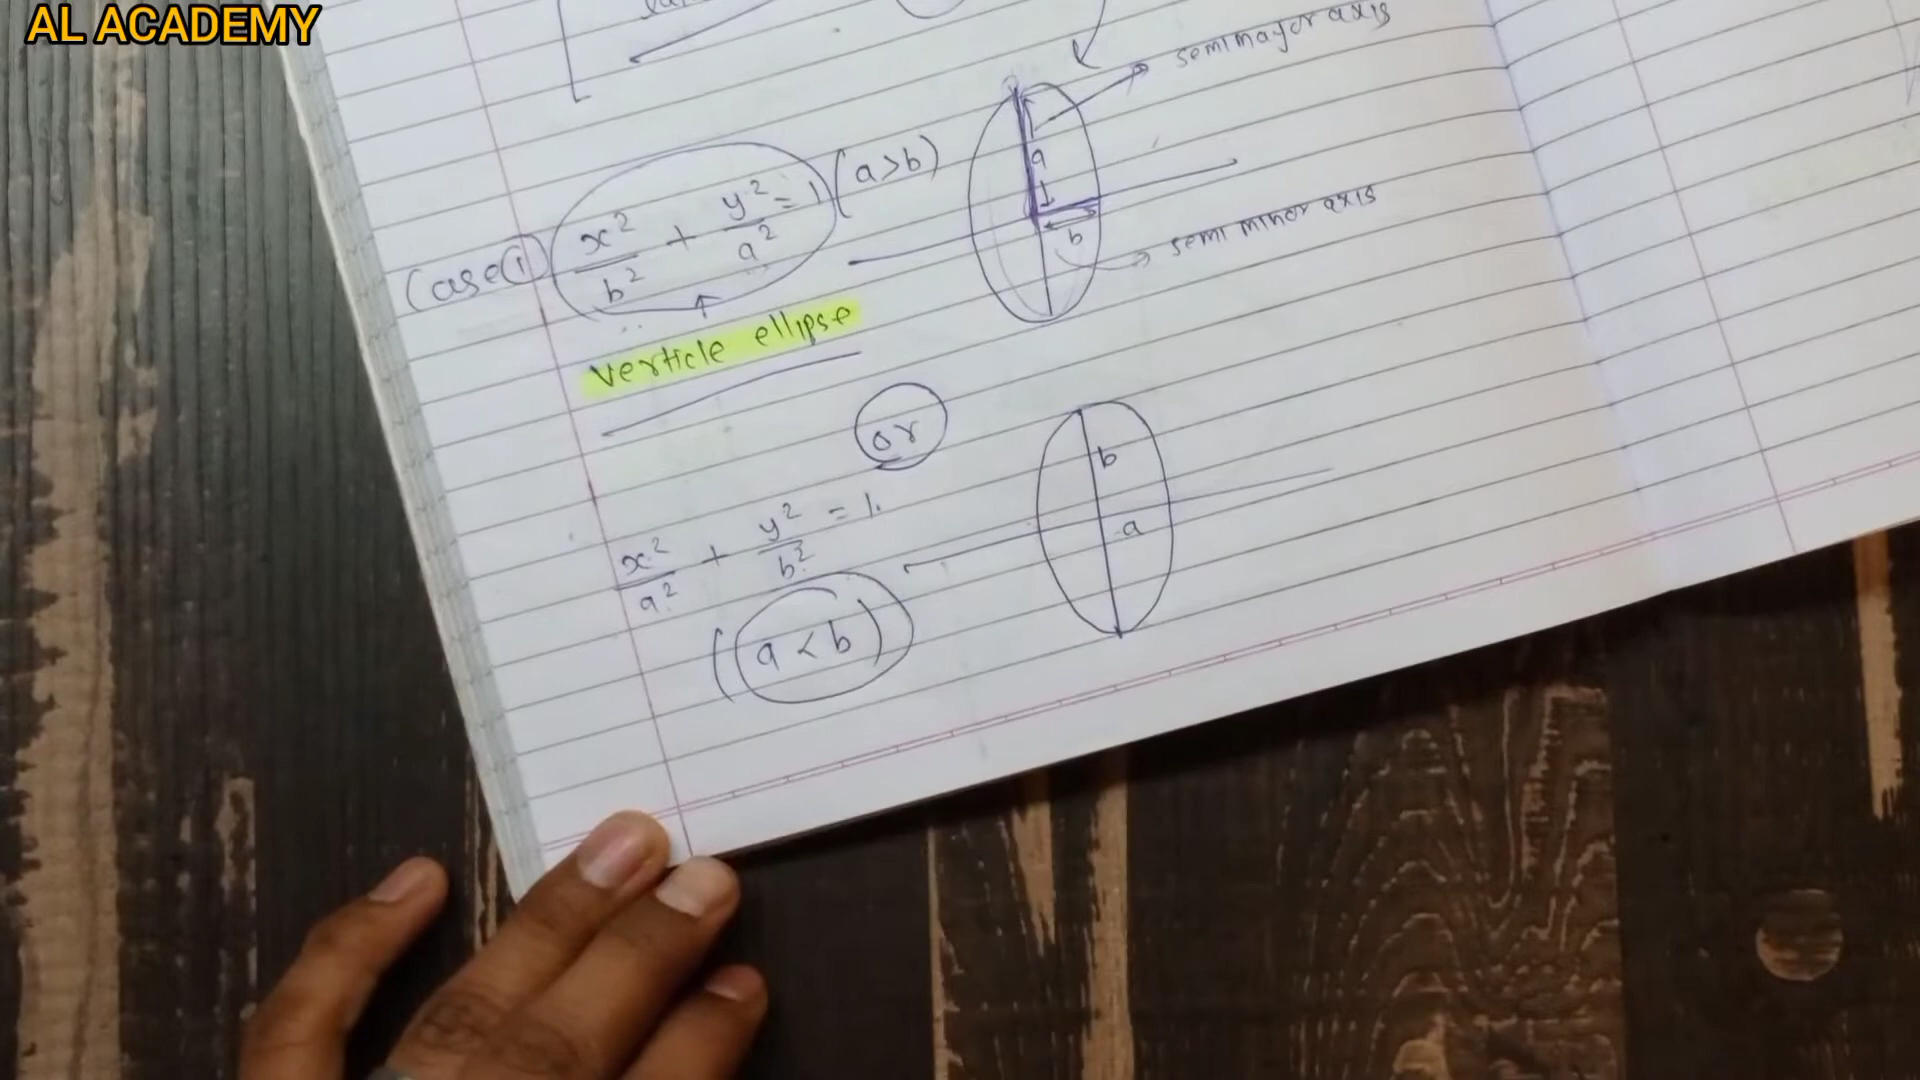 AL ACADEMY
semi major axis
Case ① x²/b² + y²/a² = 1 (a>b)
a
b
semi minor axis
verticle ellipse
or
x²/a² + y²/b² = 1.
b
a
(a < b)